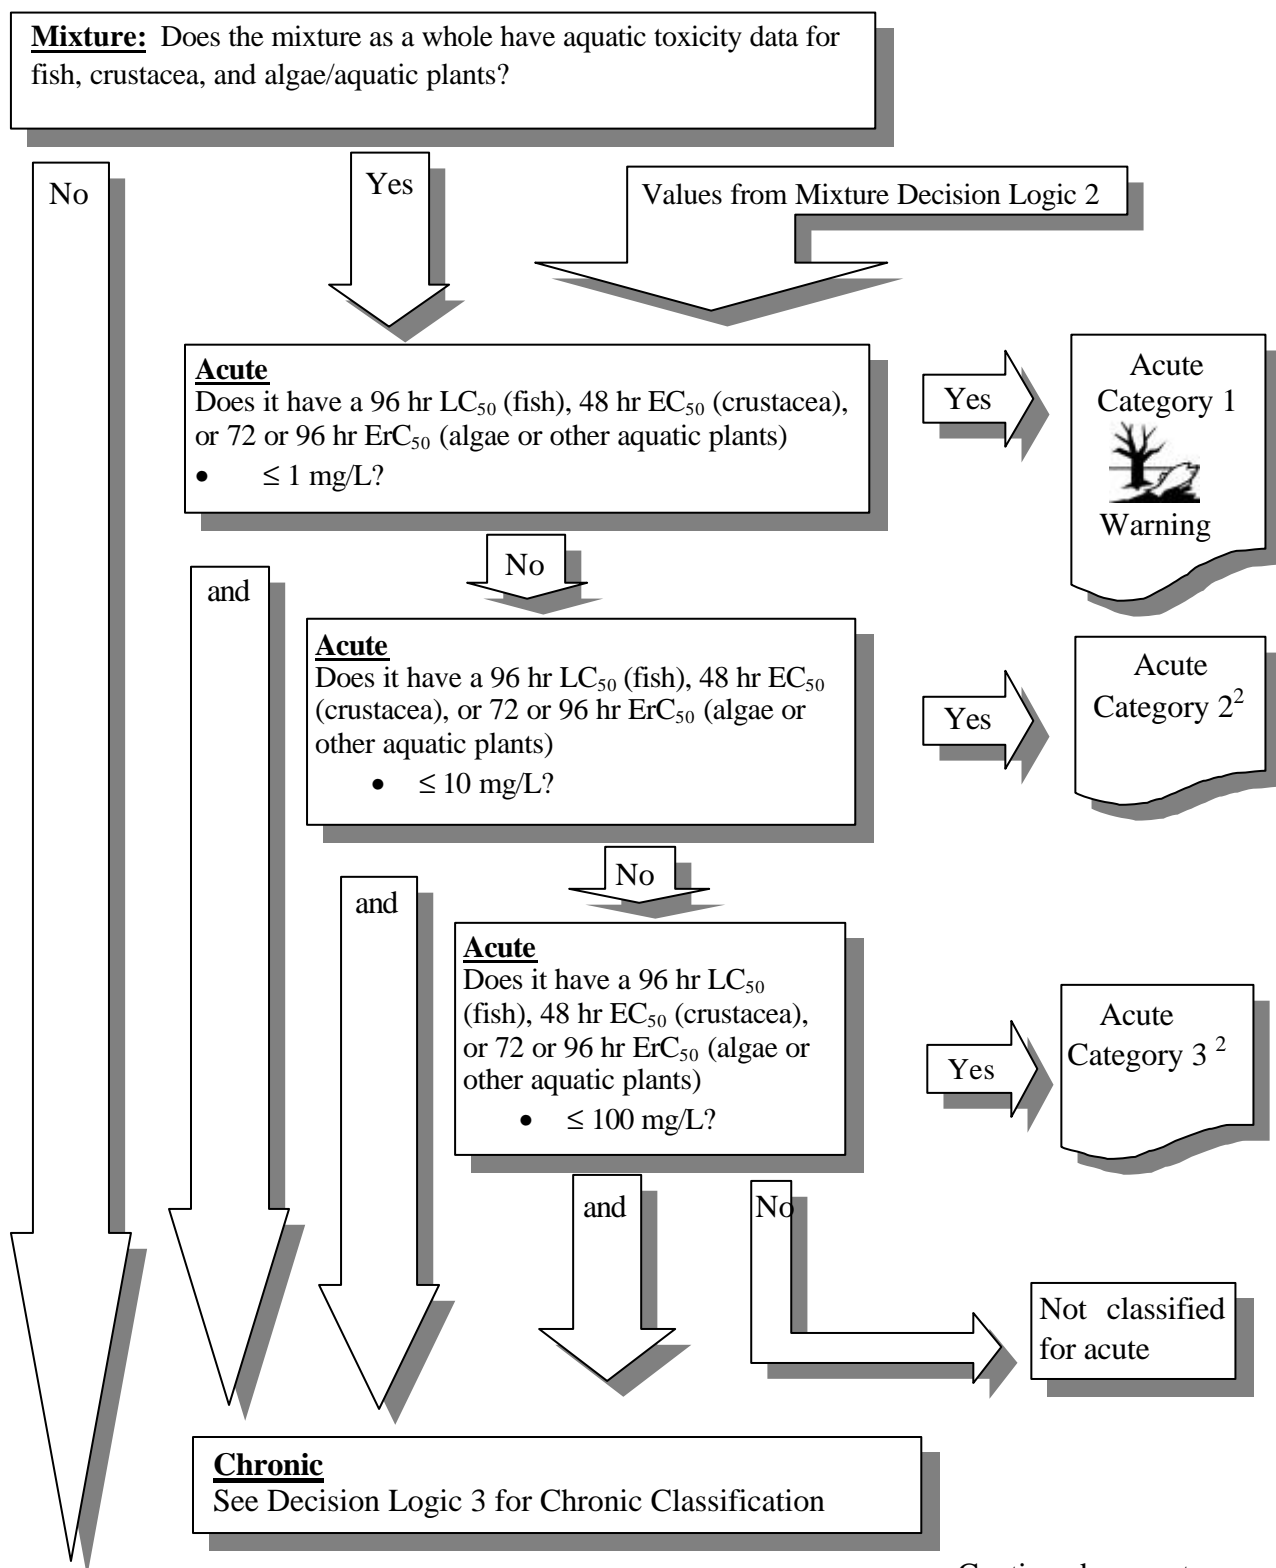 Mixture: Does the mixture as a whole have aquatic toxicity data for
fish, crustacea, and algae/aquatic plants?
No
Yes
Values from Mixture Decision Logic 2
Acute
Does it have a 96 hr LC₅₀ (fish), 48 hr EC₅₀ (crustacea),
or 72 or 96 hr ErC₅₀ (algae or other aquatic plants)
• ≤ 1 mg/L?
Yes
Acute
Category 1
Warning
No
and
Acute
Does it have a 96 hr LC₅₀ (fish), 48 hr EC₅₀
(crustacea), or 72 or 96 hr ErC₅₀ (algae or
other aquatic plants)
• ≤ 10 mg/L?
Yes
Acute
Category 2²
No
and
Acute
Does it have a 96 hr LC₅₀
(fish), 48 hr EC₅₀ (crustacea),
or 72 or 96 hr ErC₅₀ (algae or
other aquatic plants)
• ≤ 100 mg/L?
Yes
Acute
Category 3 ²
and
No
Not classified
for acute
Chronic
See Decision Logic 3 for Chronic Classification